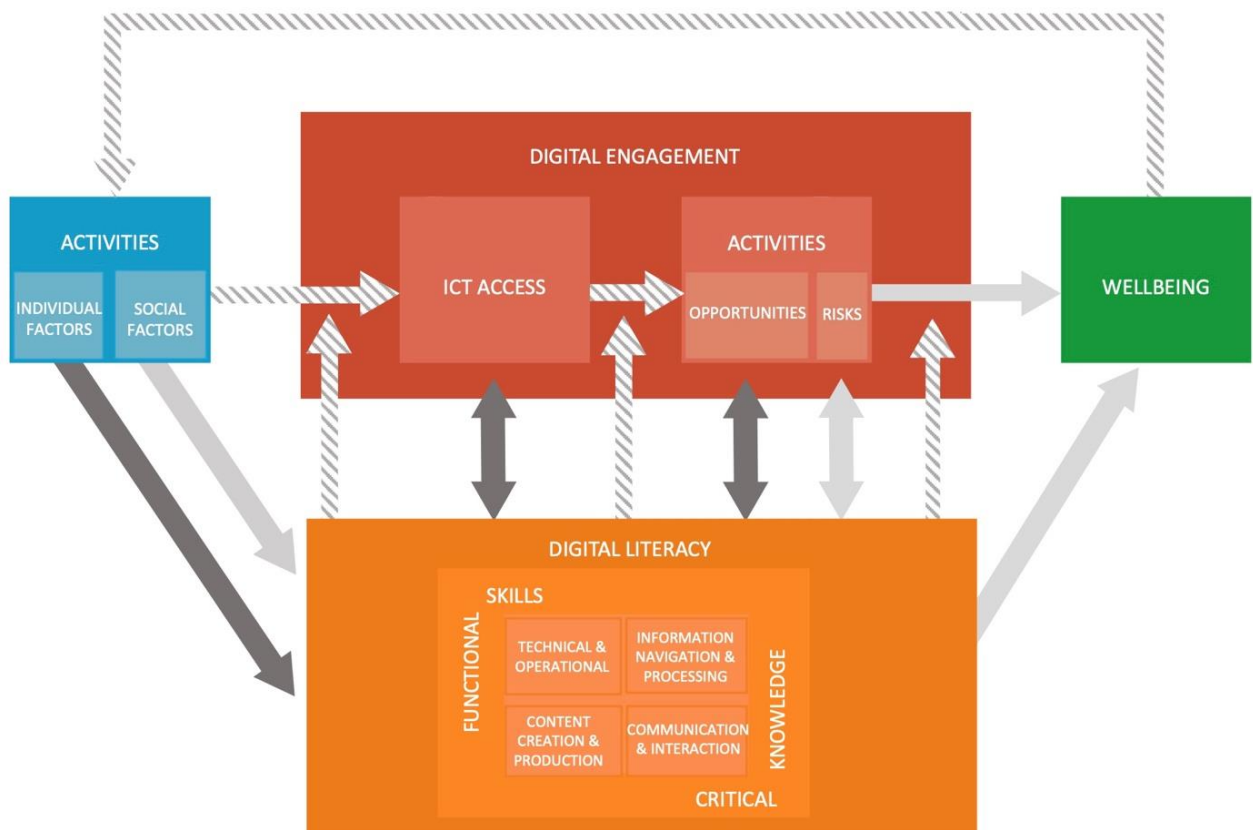 DIGITAL ENGAGEMENT
ACTIVITIES
INDIVIDUAL
FACTORS
SOCIAL
FACTORS
ICT ACCESS
ACTIVITIES
OPPORTUNITIES
RISKS
WELLBEING
DIGITAL LITERACY
SKILLS
FUNCTIONAL
TECHNICAL &
OPERATIONAL
INFORMATION
NAVIGATION &
PROCESSING
CONTENT
CREATION &
PRODUCTION
COMMUNICATION
& INTERACTION
KNOWLEDGE
CRITICAL